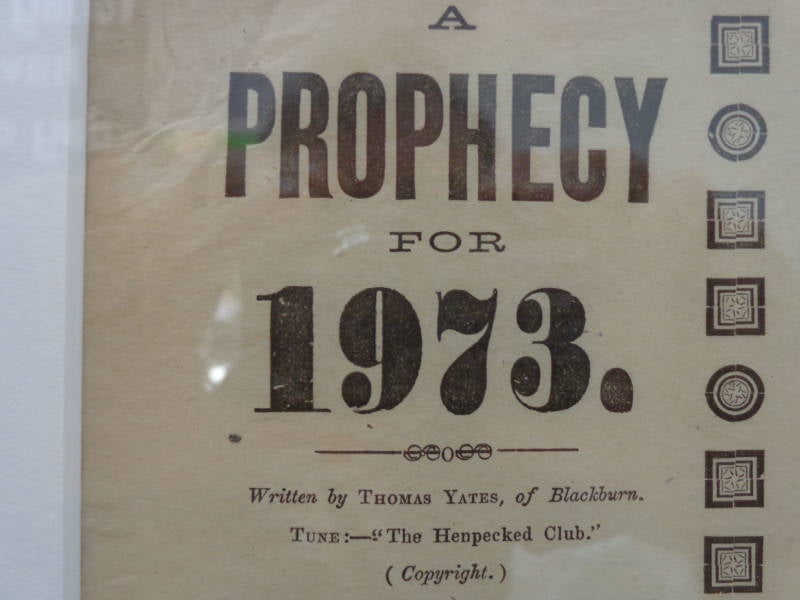 A
PROPHECY
FOR
1973.
Written by THOMAS YATES, of Blackburn.
TUNE:—"The Henpecked Club."
(Copyright.)